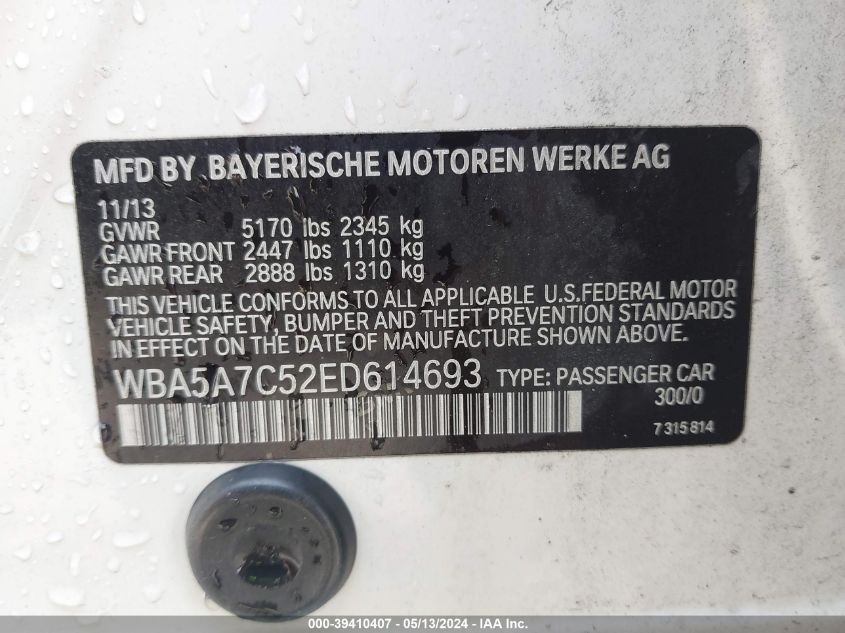 MFD BY BAYERISCHE MOTOREN WERKE AG
11/13
GVWR 5170 lbs 2345 kg
GAWR FRONT 2447 lbs 1110 kg
GAWR REAR 2888 lbs 1310 kg
THIS VEHICLE CONFORMS TO ALL APPLICABLE U.S.FEDERAL MOTOR
VEHICLE SAFETY, BUMPER AND THEFT PREVENTION STANDARDS
IN EFFECT ON THE DATE OF MANUFACTURE SHOWN ABOVE.
WBA5A7C52ED614693 TYPE: PASSENGER CAR
300/0
7 315 814
000-39410407 - 05/13/2024 - IAA Inc.